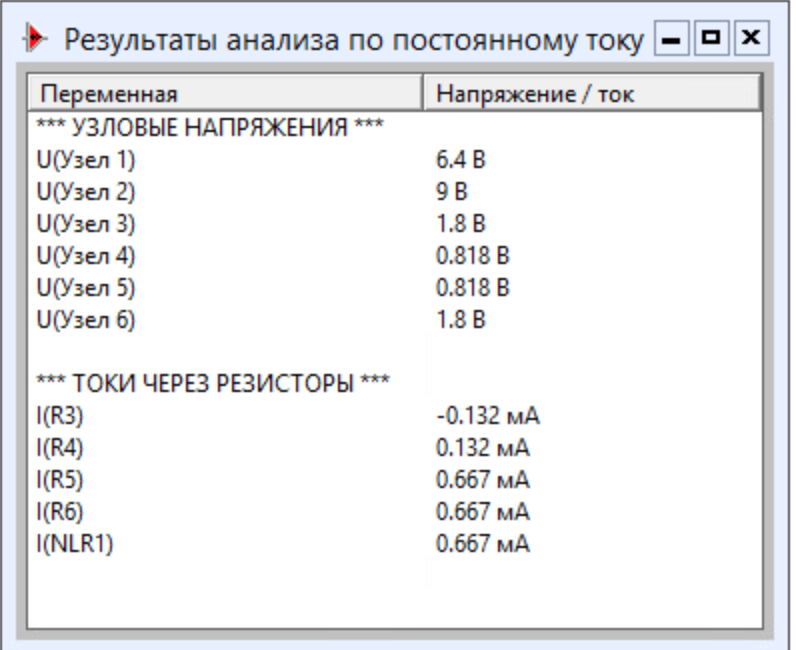 Результаты анализа по постоянному току
Переменная Напряжение / ток
*** УЗЛОВЫЕ НАПРЯЖЕНИЯ ***
U(Узел 1) 6.4 В
U(Узел 2) 9 В
U(Узел 3) 1.8 В
U(Узел 4) 0.818 В
U(Узел 5) 0.818 В
U(Узел 6) 1.8 В
*** ТОКИ ЧЕРЕЗ РЕЗИСТОРЫ ***
I(R3) -0.132 мА
I(R4) 0.132 мА
I(R5) 0.667 мА
I(R6) 0.667 мА
I(NLR1) 0.667 мА